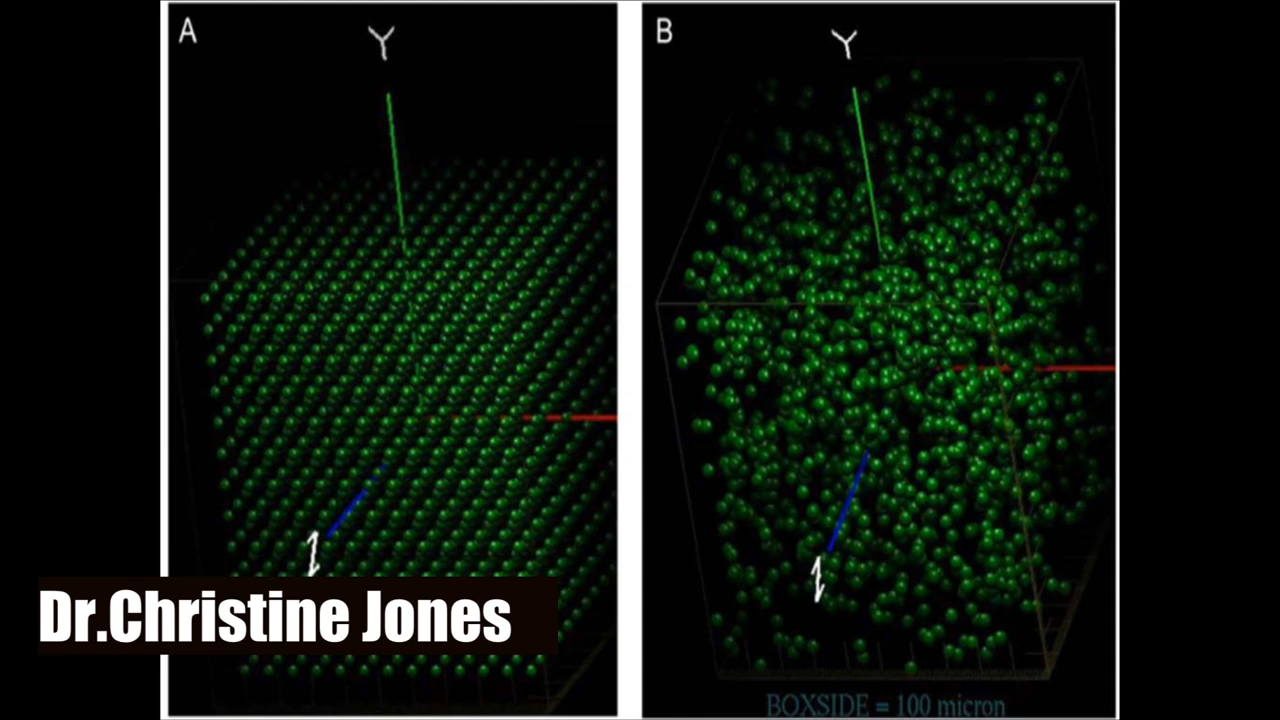 A
Y
B
Y
Z
Z
Dr.Christine Jones
BOXSIDE = 100 micron